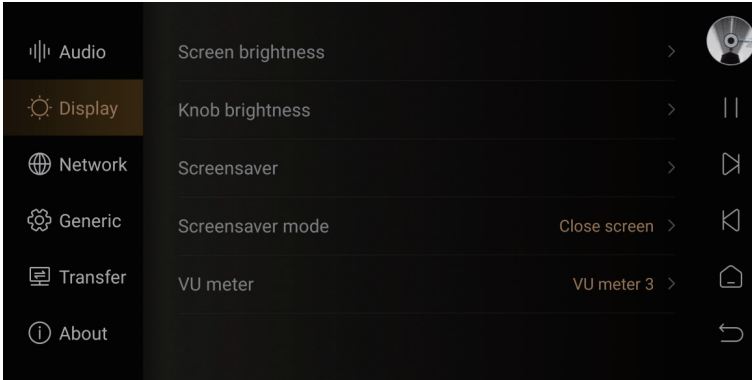 Audio
Display
Network
Generic
Transfer
About
Screen brightness
Knob brightness
Screensaver
Screensaver mode Close screen
VU meter VU meter 3